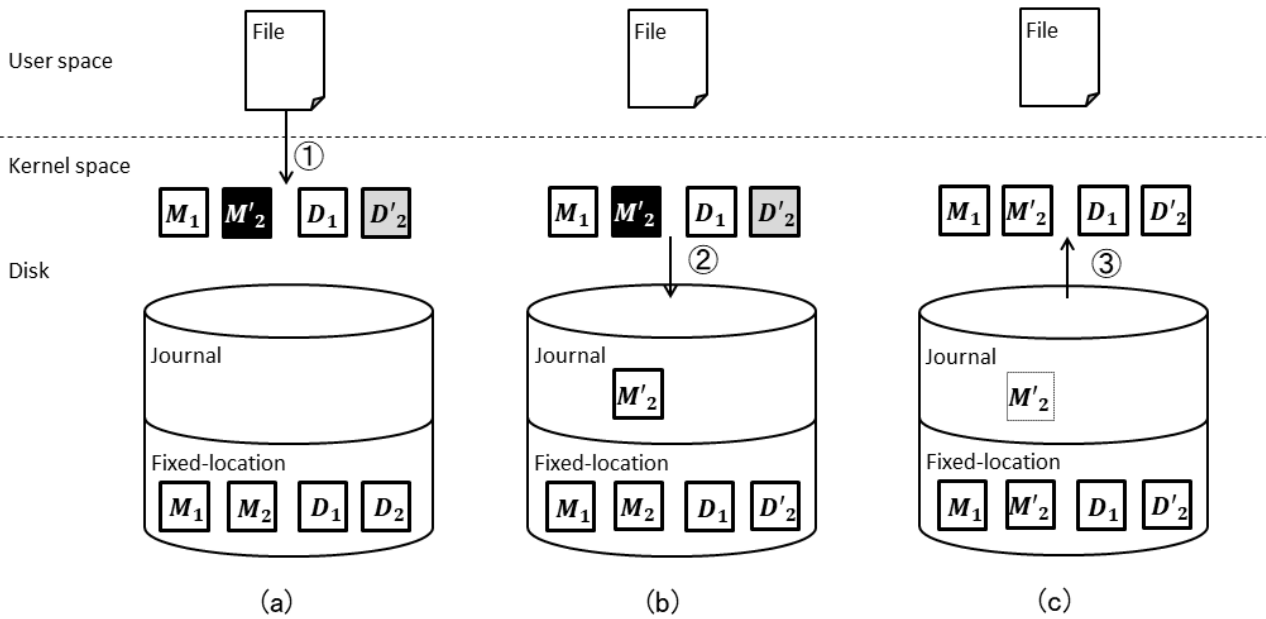 File File File
User space
①
Kernel space
M₁ M'₂ D₁ D'₂ M₁ M'₂ D₁ D'₂ M₁ M'₂ D₁ D'₂
② ③
Disk
Journal Journal Journal
M'₂ M'₂
Fixed-location Fixed-location Fixed-location
M₁ M₂ D₁ D₂ M₁ M₂ D₁ D'₂ M₁ M'₂ D₁ D'₂
(a) (b) (c)